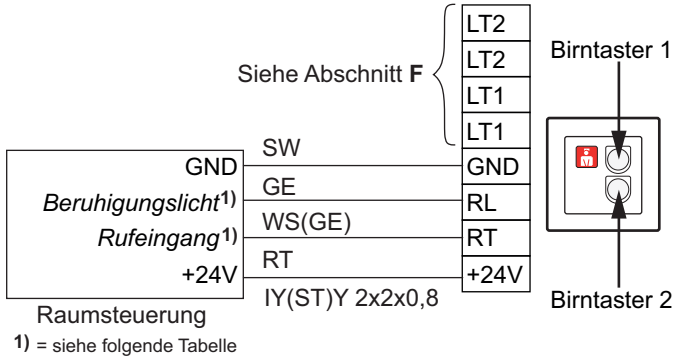 LT2
LT2
LT1
LT1
GND
RL
RT
+24V
Siehe Abschnitt F
Birntaster 1
Birntaster 2
GND
Beruhigungslicht1)
Rufeingang1)
+24V
SW
GE
WS(GE)
RT
IY(ST)Y 2x2x0,8
Raumsteuerung
1) = siehe folgende Tabelle